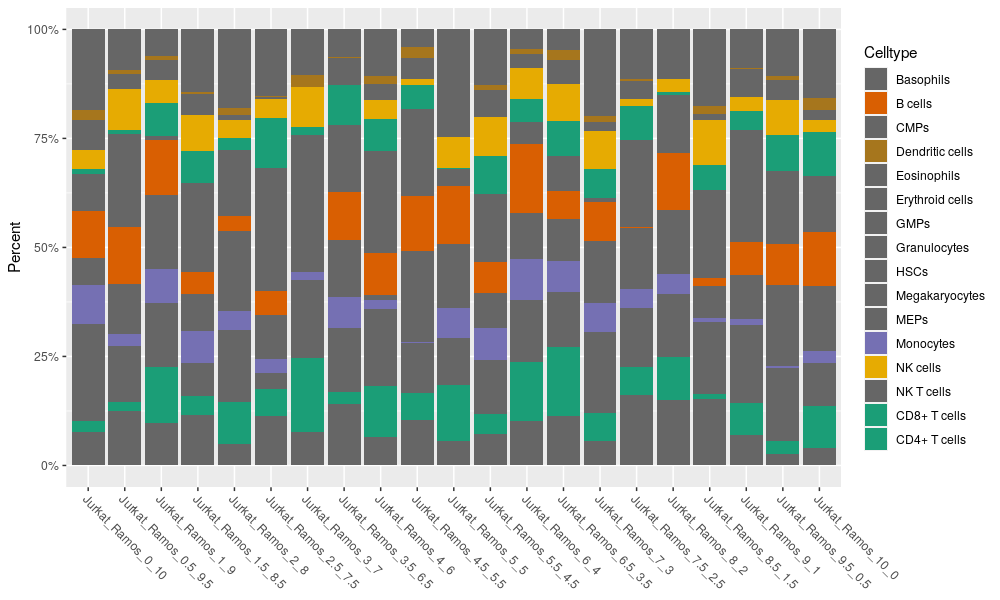 100%
75%
50%
25%
0%
Percent
Jurkat_Ramos_0_10
Jurkat_Ramos_0.5_9.5
Jurkat_Ramos_1_9
Jurkat_Ramos_1.5_8.5
Jurkat_Ramos_2_8
Jurkat_Ramos_2.5_7.5
Jurkat_Ramos_3_7
Jurkat_Ramos_3.5_6.5
Jurkat_Ramos_4_6
Jurkat_Ramos_4.5_5.5
Jurkat_Ramos_5_5
Jurkat_Ramos_5.5_4.5
Jurkat_Ramos_6_4
Jurkat_Ramos_6.5_3.5
Jurkat_Ramos_7_3
Jurkat_Ramos_7.5_2.5
Jurkat_Ramos_8_2
Jurkat_Ramos_8.5_1.5
Jurkat_Ramos_9_1
Jurkat_Ramos_9.5_0.5
Jurkat_Ramos_10_0
Celltype
Basophils
B cells
CMPs
Dendritic cells
Eosinophils
Erythroid cells
GMPs
Granulocytes
HSCs
Megakaryocytes
MEPs
Monocytes
NK cells
NK T cells
CD8+ T cells
CD4+ T cells